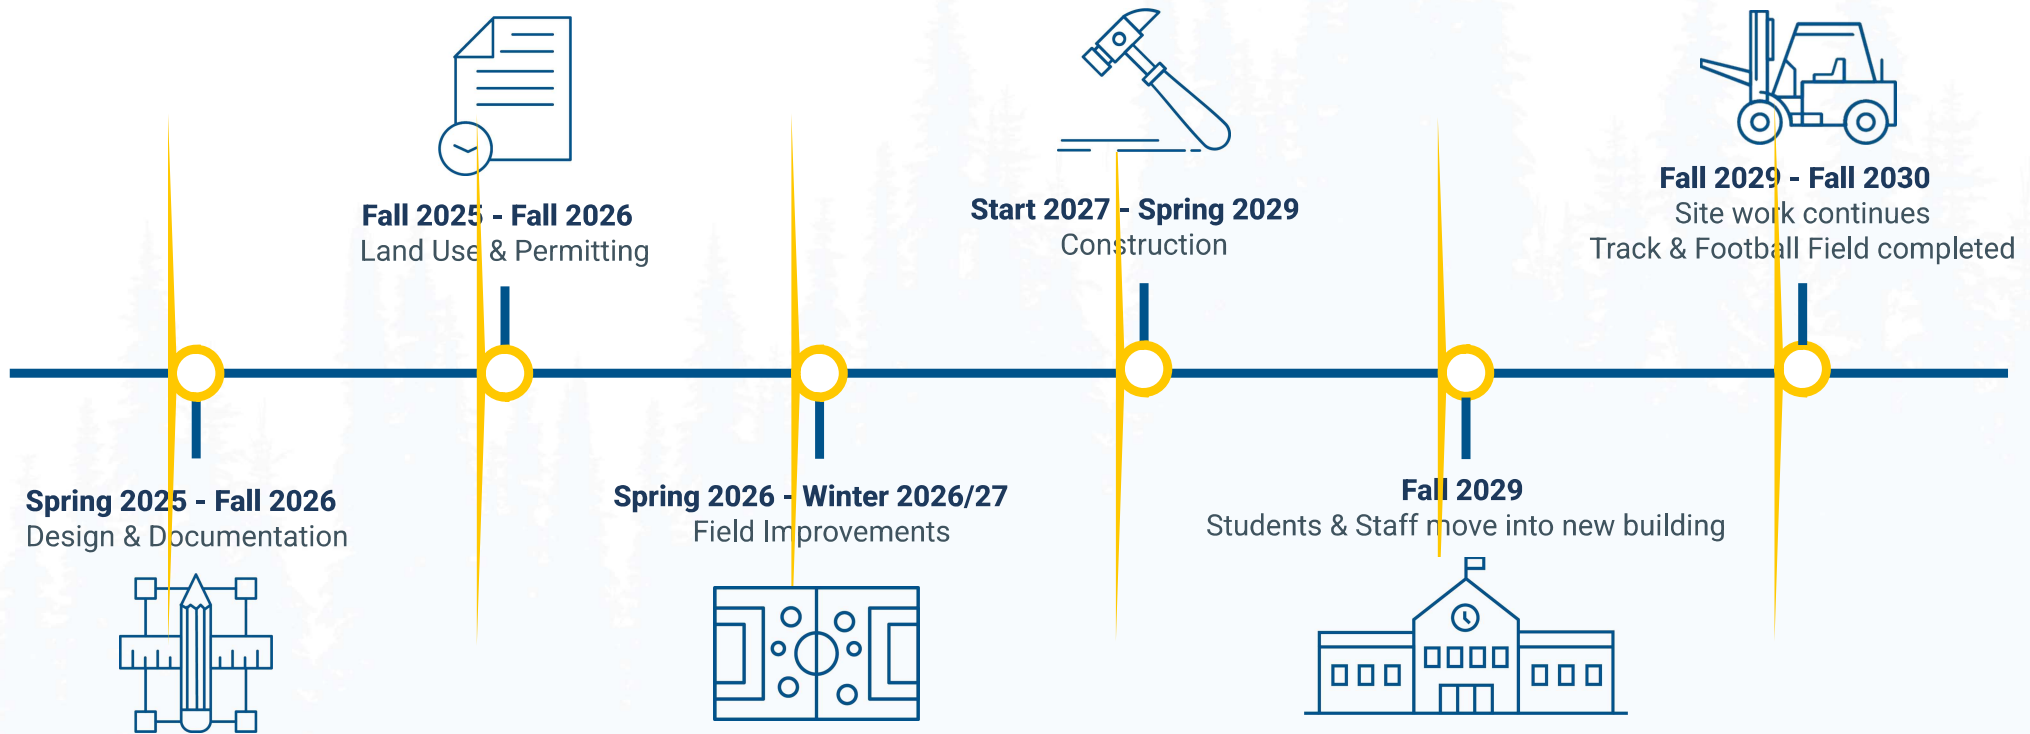 Spring 2025 - Fall 2026
Design & Documentation
Fall 2025 - Fall 2026
Land Use & Permitting
Spring 2026 - Winter 2026/27
Field Improvements
Start 2027 - Spring 2029
Construction
Fall 2029
Students & Staff move into new building
Fall 2029 - Fall 2030
Site work continues
Track & Football Field completed